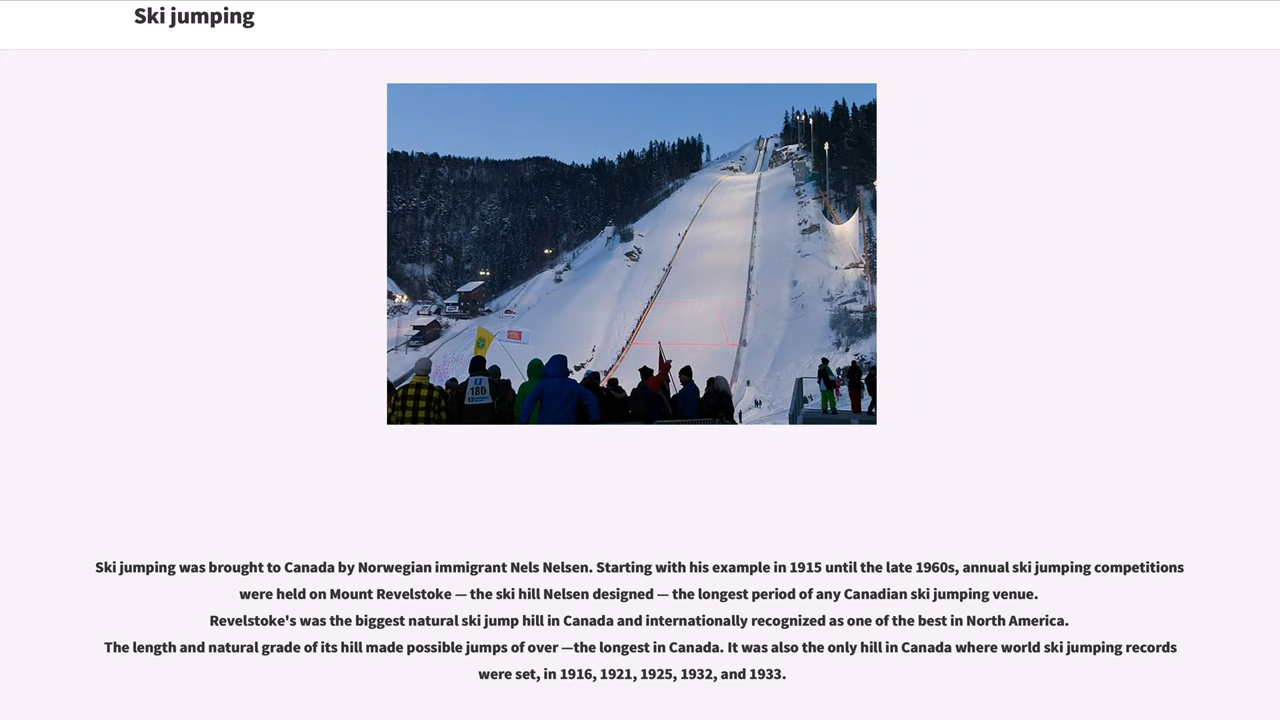 Ski jumping
180
Ski jumping was brought to Canada by Norwegian immigrant Nels Nelsen. Starting with his example in 1915 until the late 1960s, annual ski jumping competitions
were held on Mount Revelstoke — the ski hill Nelsen designed — the longest period of any Canadian ski jumping venue.
Revelstoke's was the biggest natural ski jump hill in Canada and internationally recognized as one of the best in North America.
The length and natural grade of its hill made possible jumps of over —the longest in Canada. It was also the only hill in Canada where world ski jumping records
were set, in 1916, 1921, 1925, 1932, and 1933.